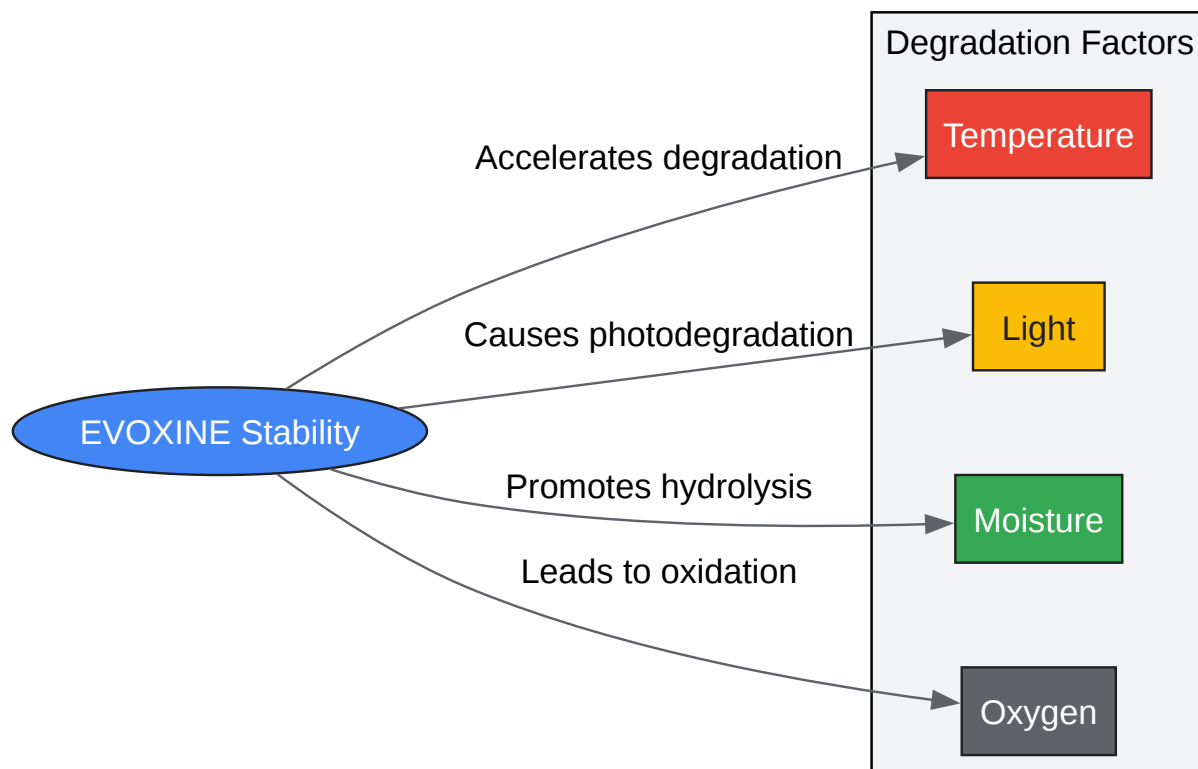 Degradation Factors
Temperature
Accelerates degradation
Light
Causes photodegradation
EVOXINE Stability
Promotes hydrolysis
Moisture
Leads to oxidation
Oxygen